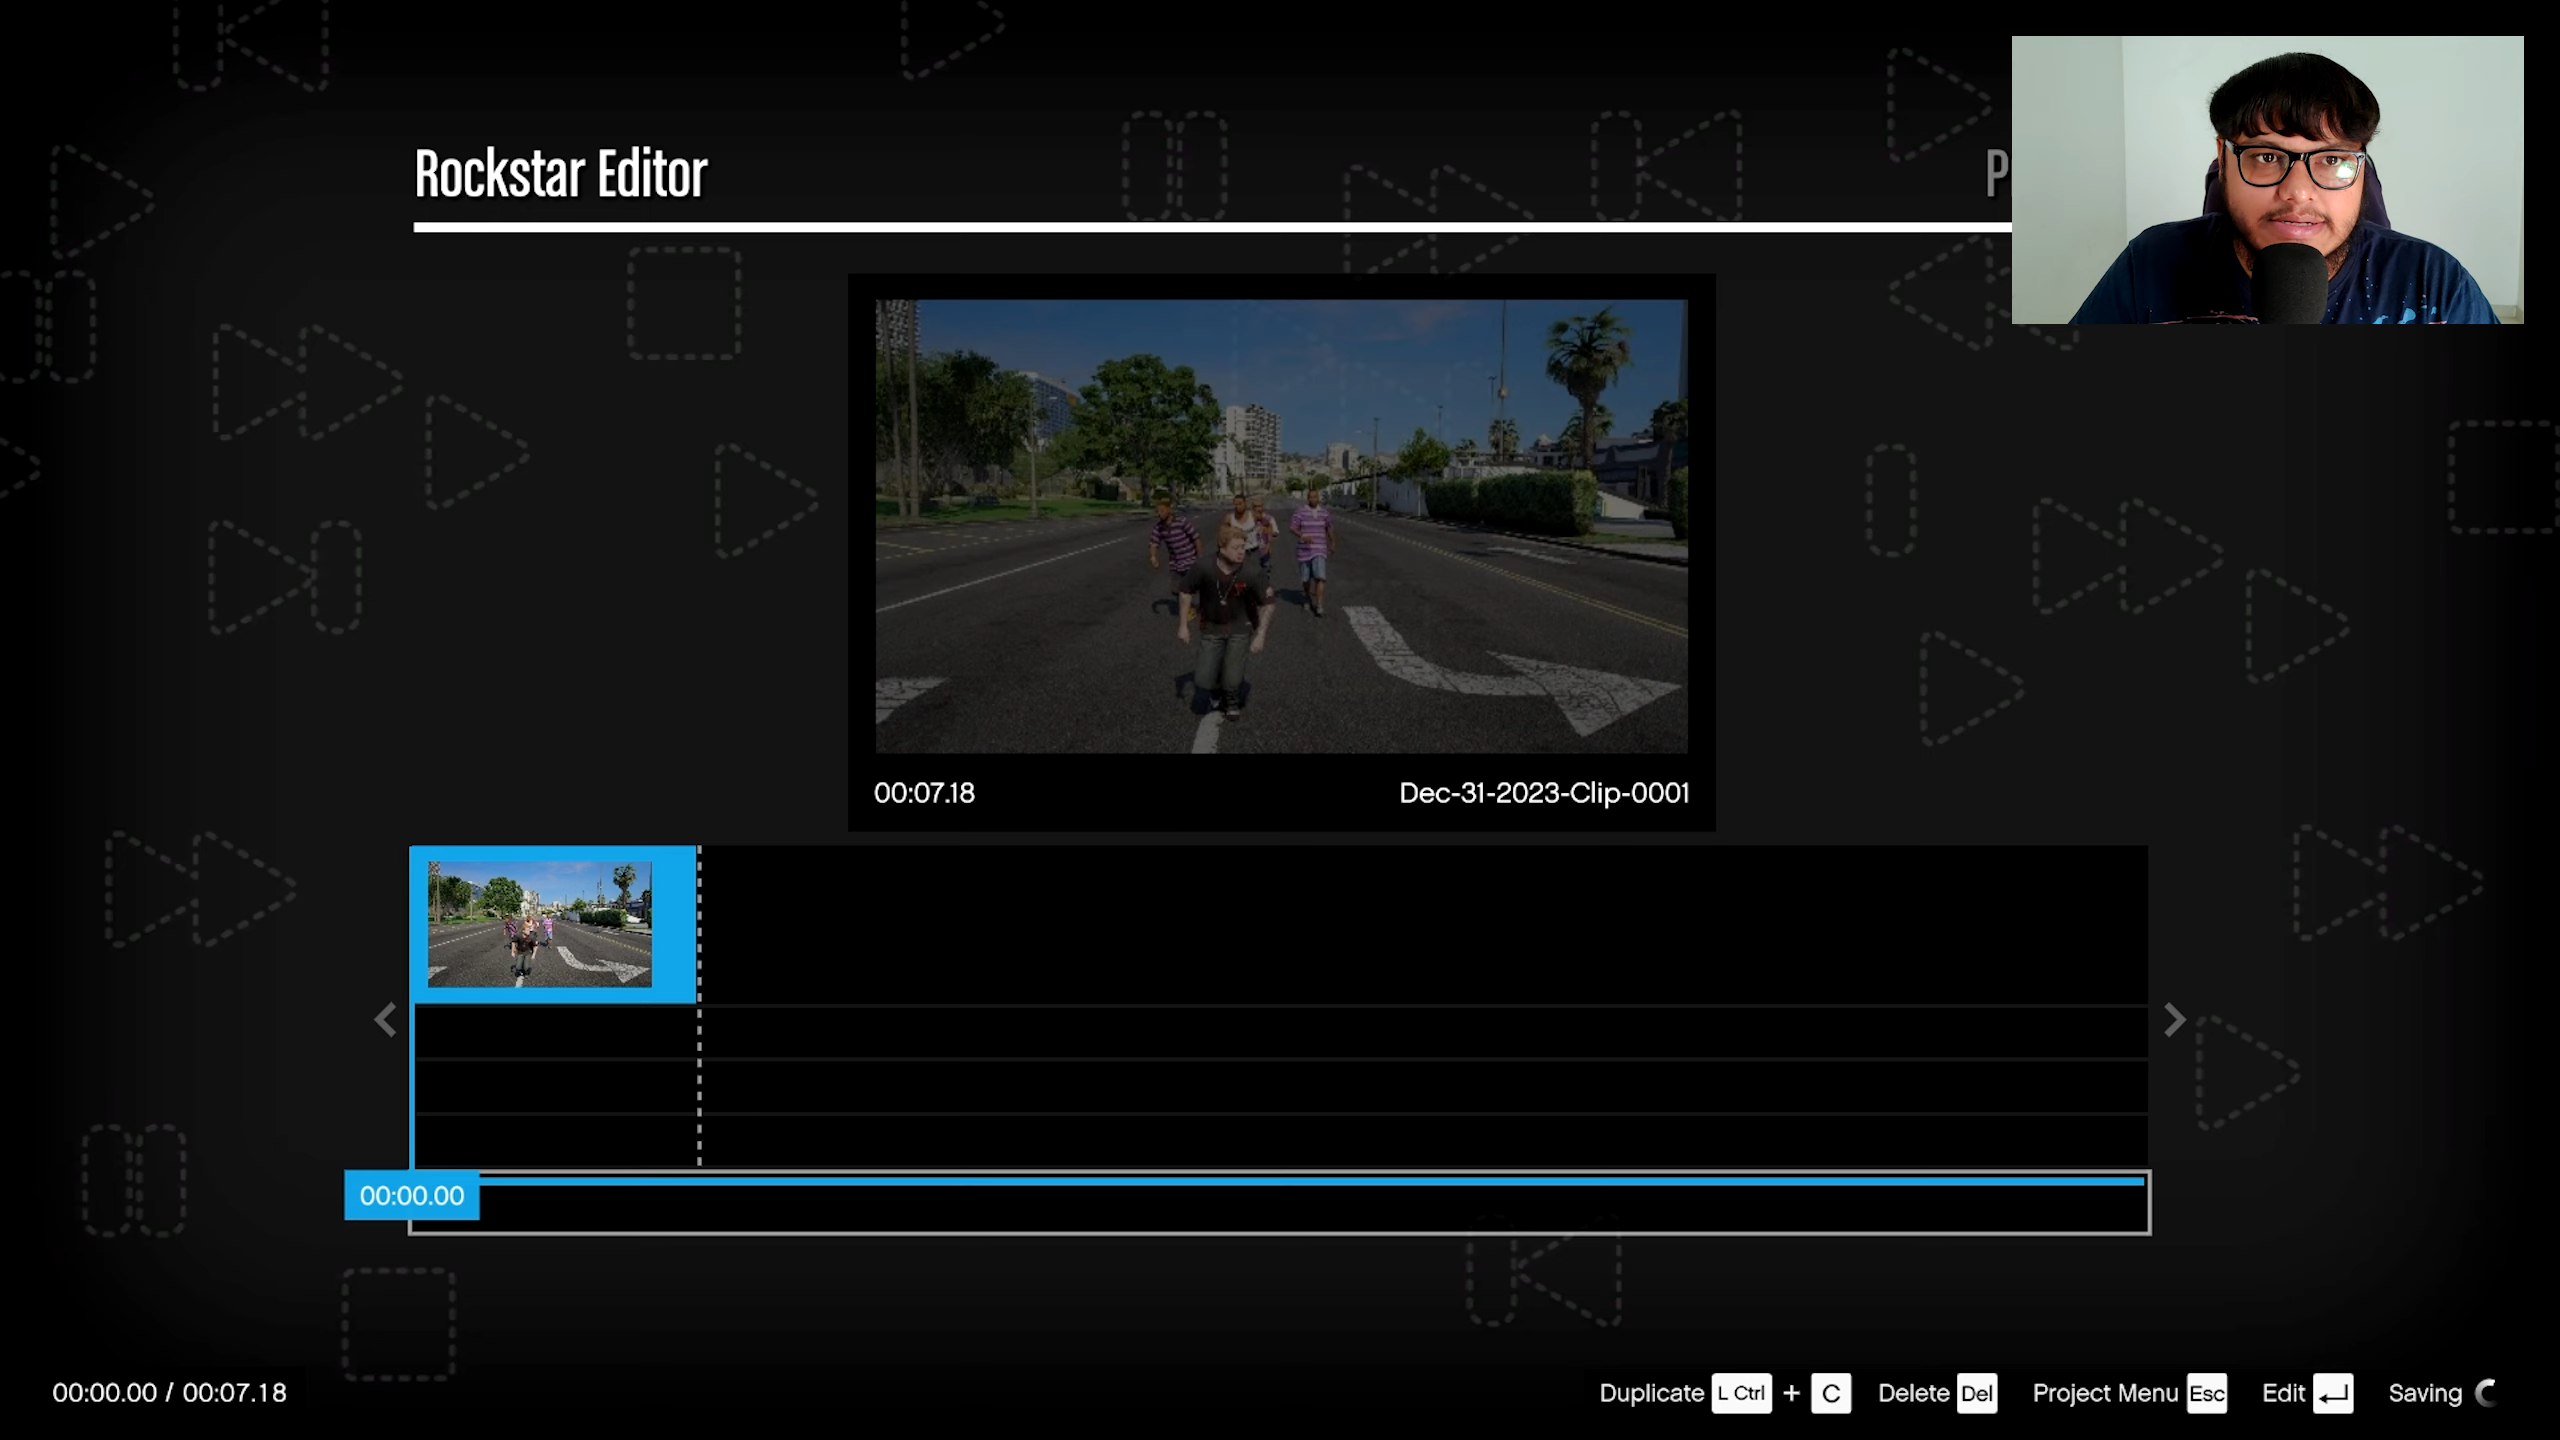 Rockstar Editor
P
00:07.18
Dec-31-2023-Clip-0001
00:00.00
00:00.00 / 00:07.18
Duplicate L Ctrl + C Delete Del Project Menu Esc Edit Saving